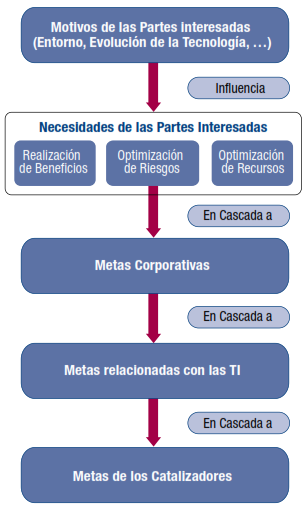 Motivos de las Partes Interesadas
(Entorno, Evolución de la Tecnología, …)
Influencia
Necesidades de las Partes Interesadas
Realización
de Beneficios
Optimización
de Riesgos
Optimización
de Recursos
En Cascada a
Metas Corporativas
En Cascada a
Metas relacionadas con las TI
En Cascada a
Metas de los Catalizadores